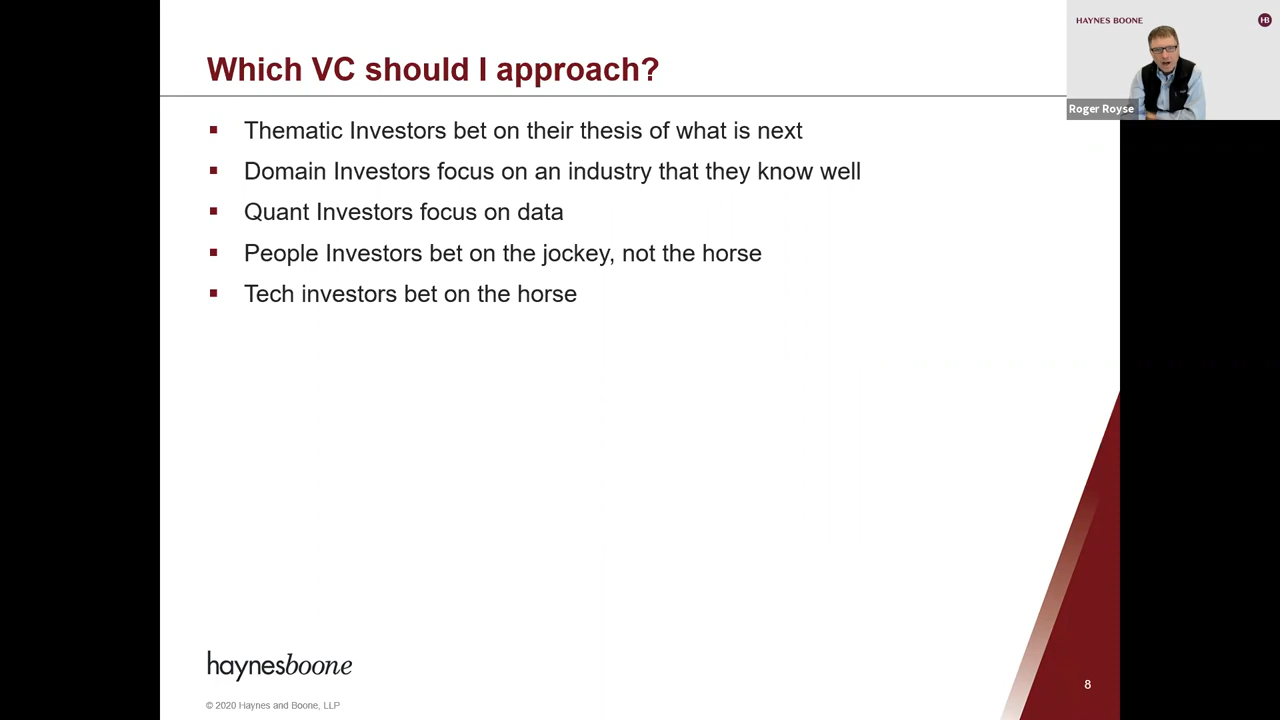 Which VC should I approach?
HAYNES BOONE
HB
Roger Royse
▪ Thematic Investors bet on their thesis of what is next
▪ Domain Investors focus on an industry that they know well
▪ Quant Investors focus on data
▪ People Investors bet on the jockey, not the horse
▪ Tech investors bet on the horse
haynesboone
© 2020 Haynes and Boone, LLP
8